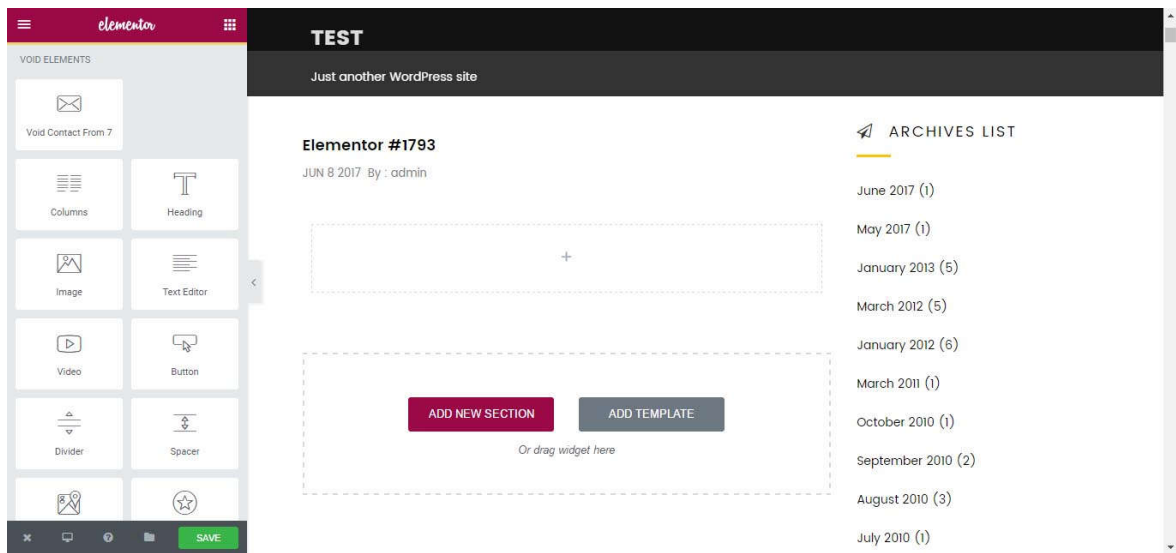 elementor
VOID ELEMENTS
Void Contact From 7
Columns
Heading
Image
Text Editor
Video
Button
Divider
Spacer
SAVE
TEST
Just another WordPress site
Elementor #1793
JUN 8 2017 By : admin
+
ADD NEW SECTION
ADD TEMPLATE
Or drag widget here
ARCHIVES LIST
June 2017 (1)
May 2017 (1)
January 2013 (5)
March 2012 (5)
January 2012 (6)
March 2011 (1)
October 2010 (1)
September 2010 (2)
August 2010 (3)
July 2010 (1)